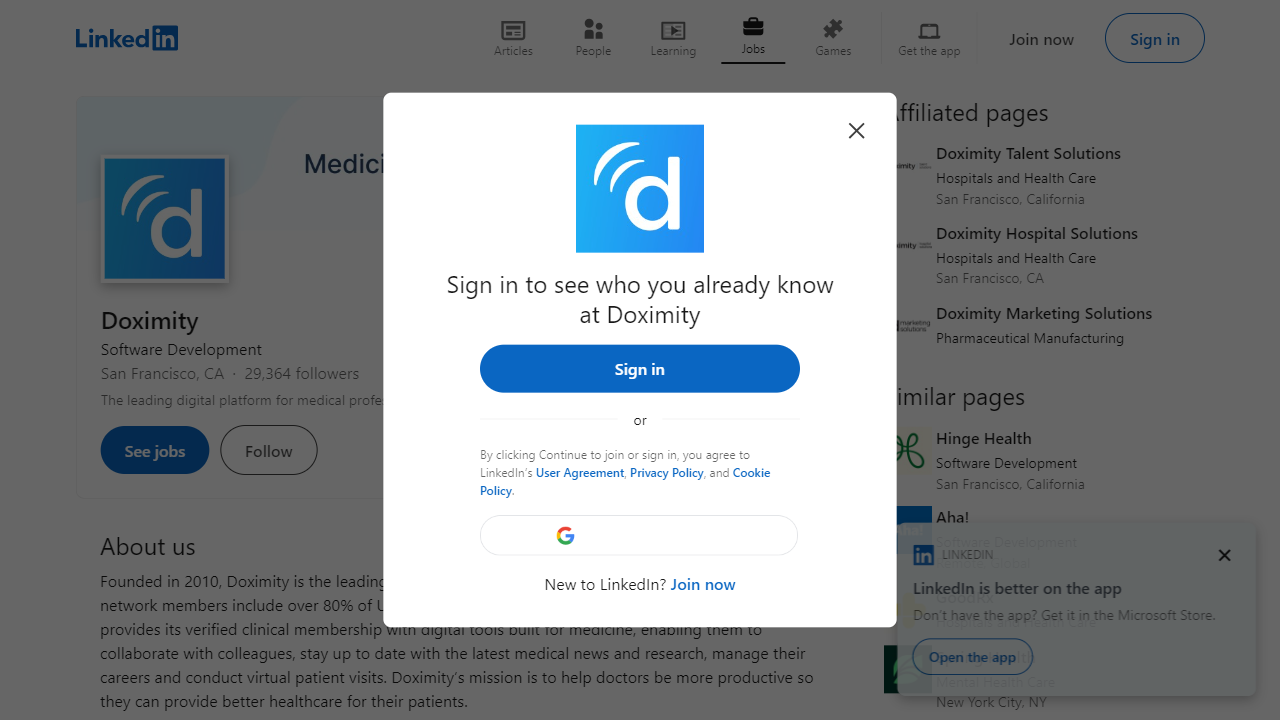 LinkedIn
Articles
People
Learning
Jobs
Games
Get the app
Join now
Sign in
Medici
Doximity
Software Development
San Francisco, CA · 29,364 followers
The leading digital platform for medical
See jobs
Follow
About us
Founded in 2010, Doximity is the leading
network members include over 80% of
provides its verified clinical membership with digital tools built for medicine, enabling them to
collaborate with colleagues, stay up to date with the latest medical news and research, manage their
careers and conduct virtual patient visits. Doximity's mission is to help doctors be more productive so
they can provide better healthcare for their patients.
Sign in to see who you already know
at Doximity
Sign in
or
By clicking Continue to join or sign in, you agree to
LinkedIn's User Agreement, Privacy Policy, and Cookie
Policy.
New to LinkedIn? Join now
Affiliated pages
Doximity Talent Solutions
Hospitals and Health Care
San Francisco, California
Doximity Hospital Solutions
Hospitals and Health Care
San Francisco, CA
Doximity Marketing Solutions
Pharmaceutical Manufacturing
Similar pages
Hinge Health
Software Development
San Francisco, California
Aha!
Software Development
LINKEDIN
LinkedIn is better on the app
Don't have the app? Get it in the Microsoft Store.
Open the app
Mental Health Care
New York City, NY